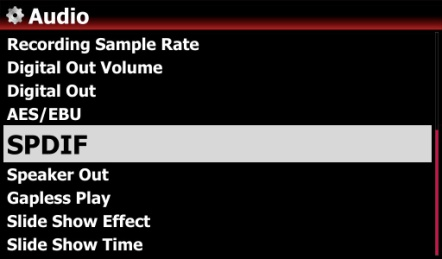 Audio
Recording Sample Rate
Digital Out Volume
Digital Out
AES/EBU
SPDIF
Speaker Out
Gapless Play
Slide Show Effect
Slide Show Time